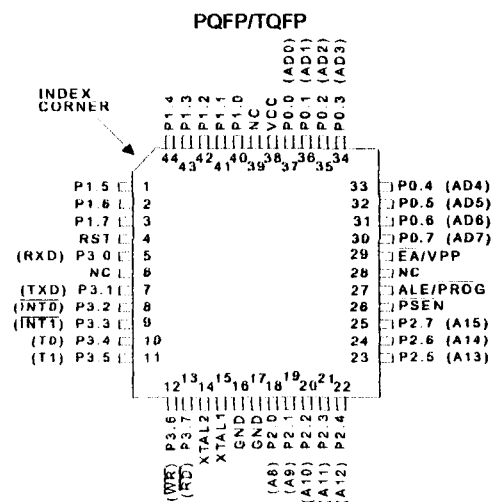 PQFP/TQFP
INDEX
CORNER
P1.4
P1.3
P1.2
P1.1
P1.0
NC
VCC
P0.0 (AD0)
P0.1 (AD1)
P0.2 (AD2)
P0.3 (AD3)
44 43 42 41 40 39 38 37 36 35 34
P1.5 1
P1.6 2
P1.7 3
RST 4
(RXD) P3.0 5
NC 6
(TXD) P3.1 7
(INT0) P3.2 8
(INT1) P3.3 9
(T0) P3.4 10
(T1) P3.5 11
33 P0.4 (AD4)
32 P0.5 (AD5)
31 P0.6 (AD6)
30 P0.7 (AD7)
29 EA/VPP
28 NC
27 ALE/PROG
26 PSEN
25 P2.7 (A15)
24 P2.6 (A14)
23 P2.5 (A13)
12 13 14 15 16 17 18 19 20 21 22
(WR) P3.6
(RD) P3.7
XTAL2
XTAL1
GND
GND
(A8) P2.0
(A9) P2.1
(A10) P2.2
(A11) P2.3
(A12) P2.4